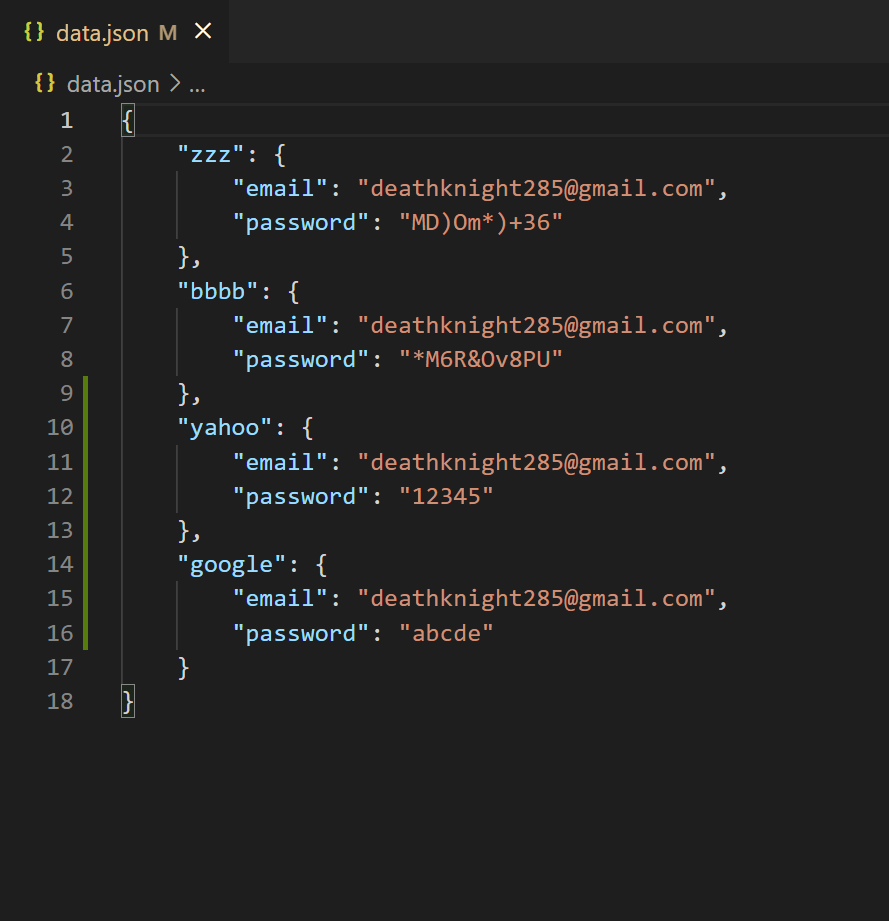 {} data.json M ×
{} data.json > ...
1 {
2     "zzz": {
3         "email": "deathknight285@gmail.com",
4         "password": "MD)Om*)+36"
5     },
6     "bbbb": {
7         "email": "deathknight285@gmail.com",
8         "password": "*M6R&Ov8PU"
9     },
10     "yahoo": {
11         "email": "deathknight285@gmail.com",
12         "password": "12345"
13     },
14     "google": {
15         "email": "deathknight285@gmail.com",
16         "password": "abcde"
17     }
18 }